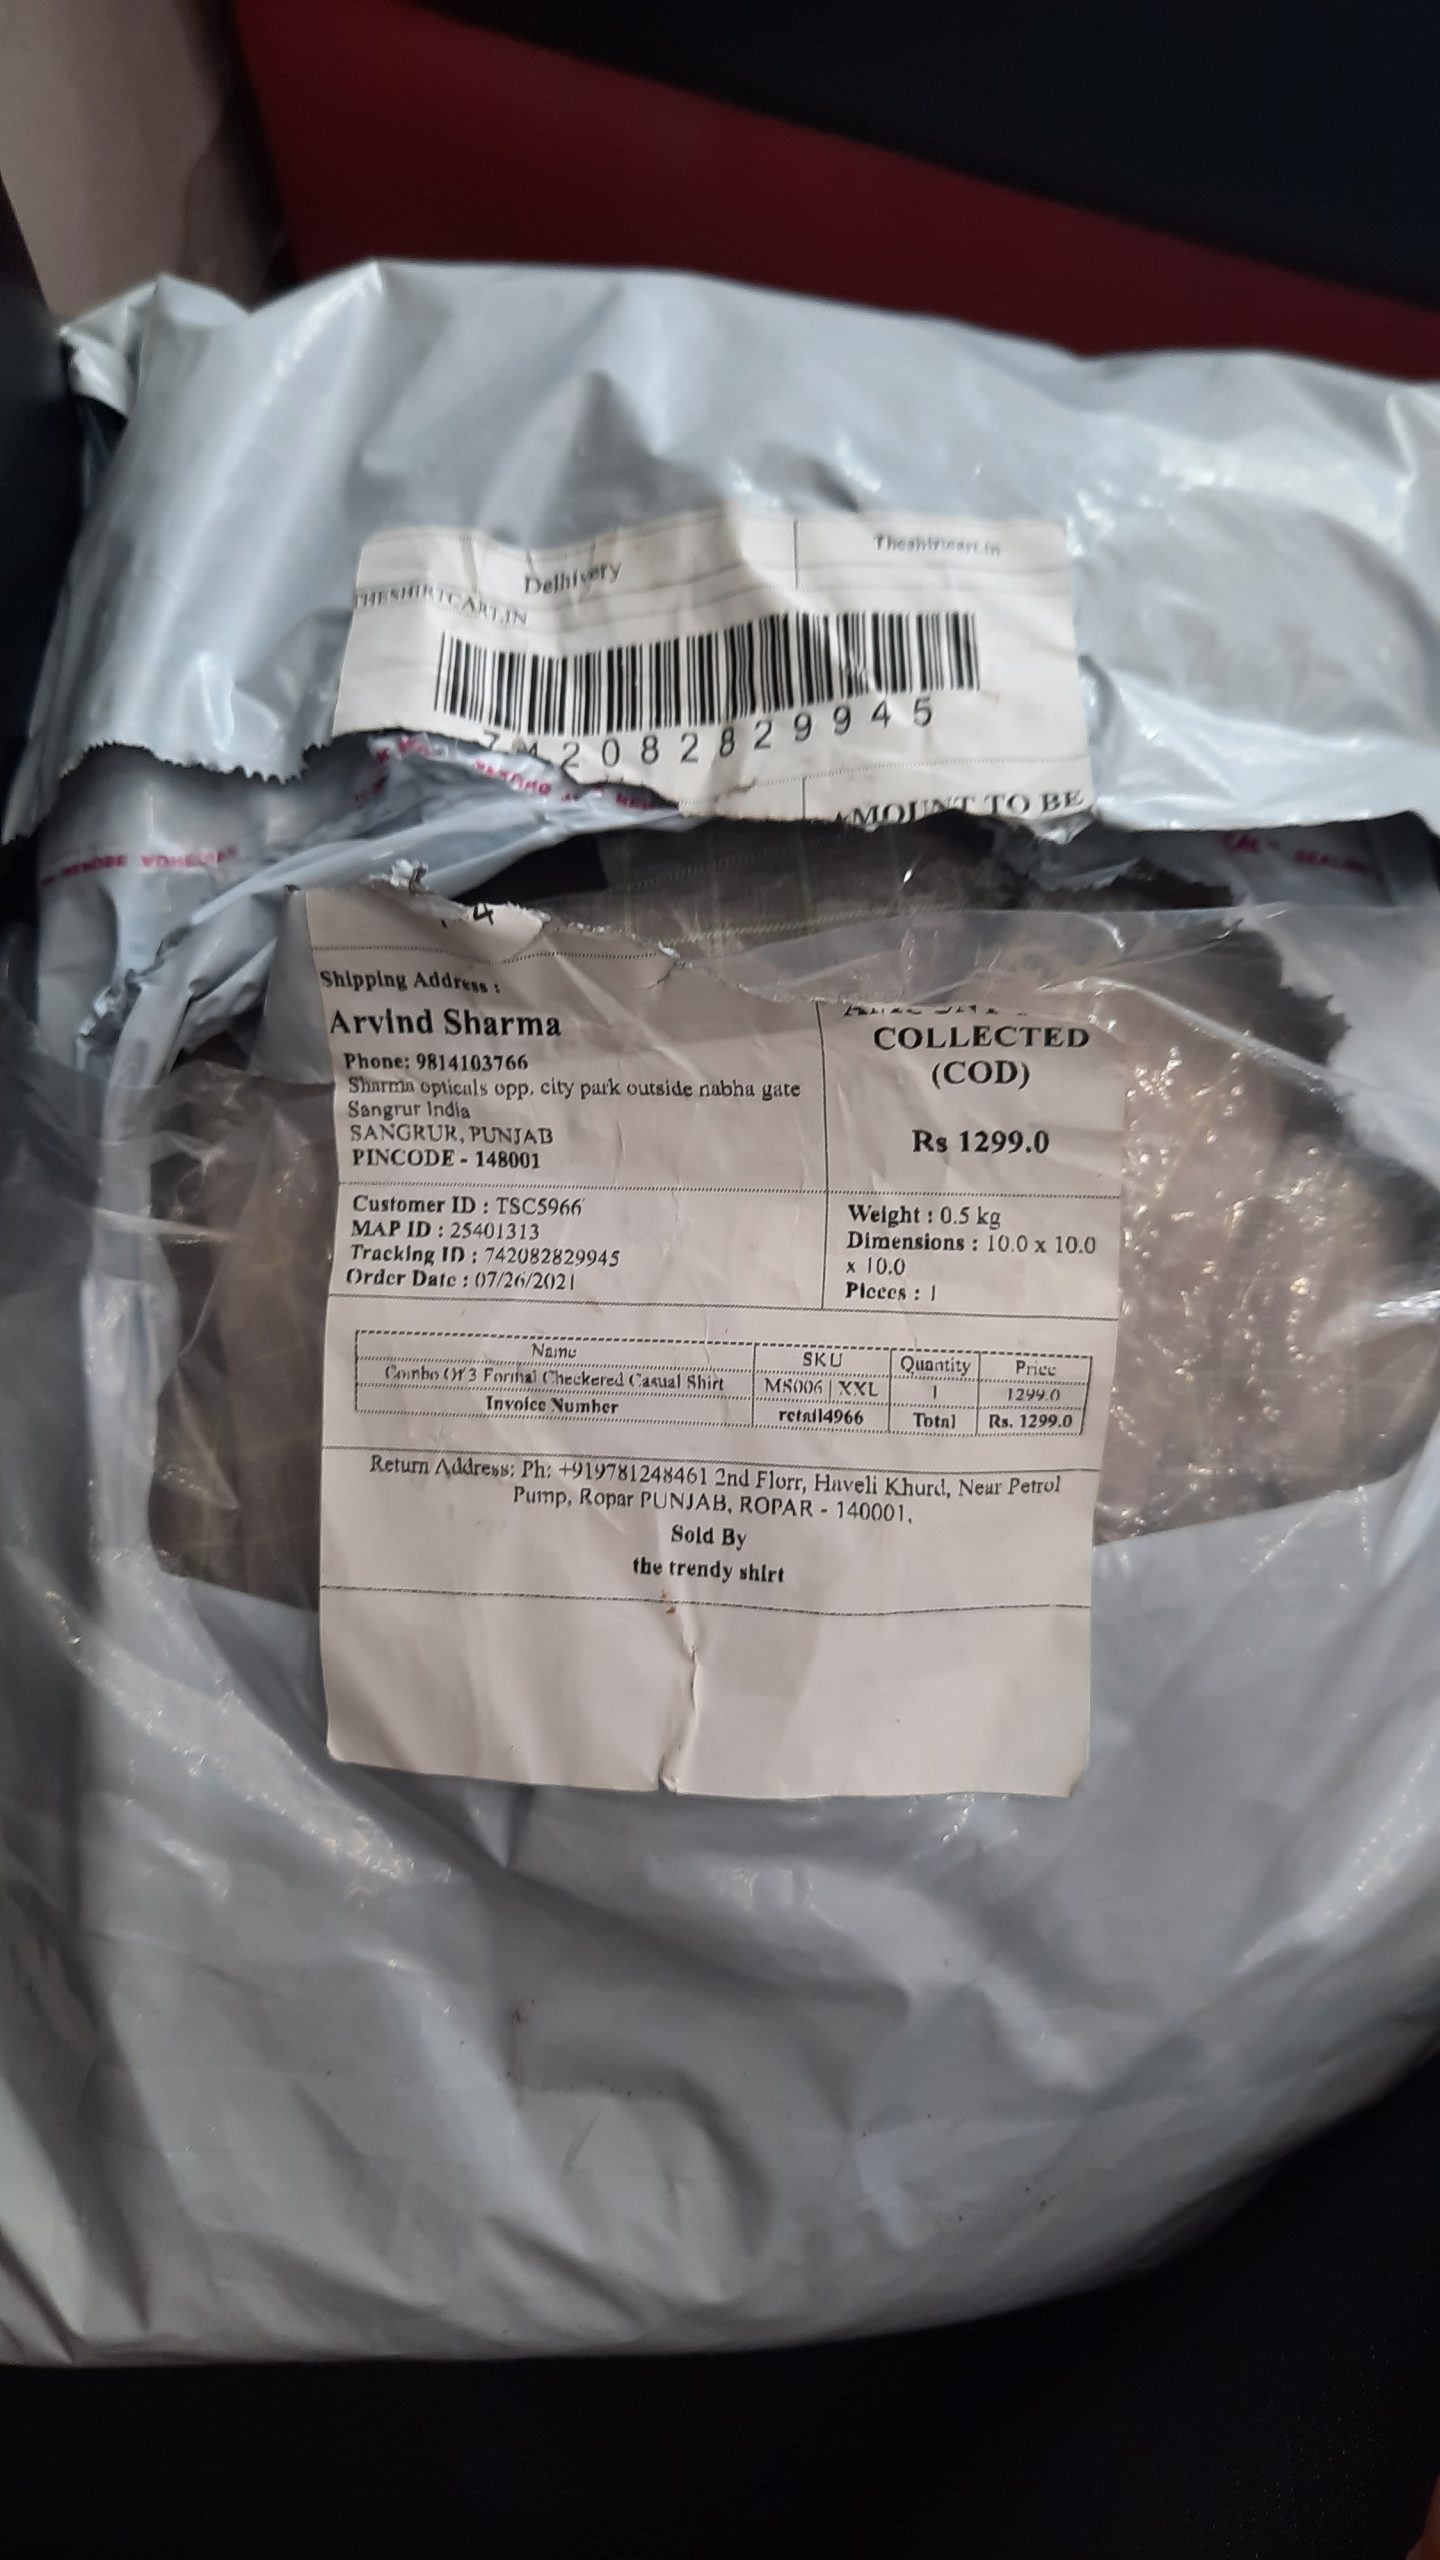 Delhivery
Theshirtcart.in
THESHIRTCART.IN
742082829945
AMOUNT TO BE
Shipping Address :
Arvind Sharma
Phone: 9814103766
Sharma opticals opp. city park outside nabha gate
Sangrur India
SANGRUR, PUNJAB
PINCODE - 148001
COLLECTED
(COD)
Rs 1299.0
Customer ID : TSC5966
MAP ID : 25401313
Tracking ID : 742082829945
Order Date : 07/26/2021
Weight : 0.5 kg
Dimensions : 10.0 x 10.0
x 10.0
Pieces : 1
Name SKU Quantity Price
Combo Of 3 Formal Checkered Casual Shirt MS006 | XXL 1 1299.0
Invoice Number retail4966 Total Rs. 1299.0
Return Address: Ph: +919781248461 2nd Florr, Haveli Khurd, Near Petrol
Pump, Ropar PUNJAB, ROPAR - 140001,
Sold By
the trendy shirt